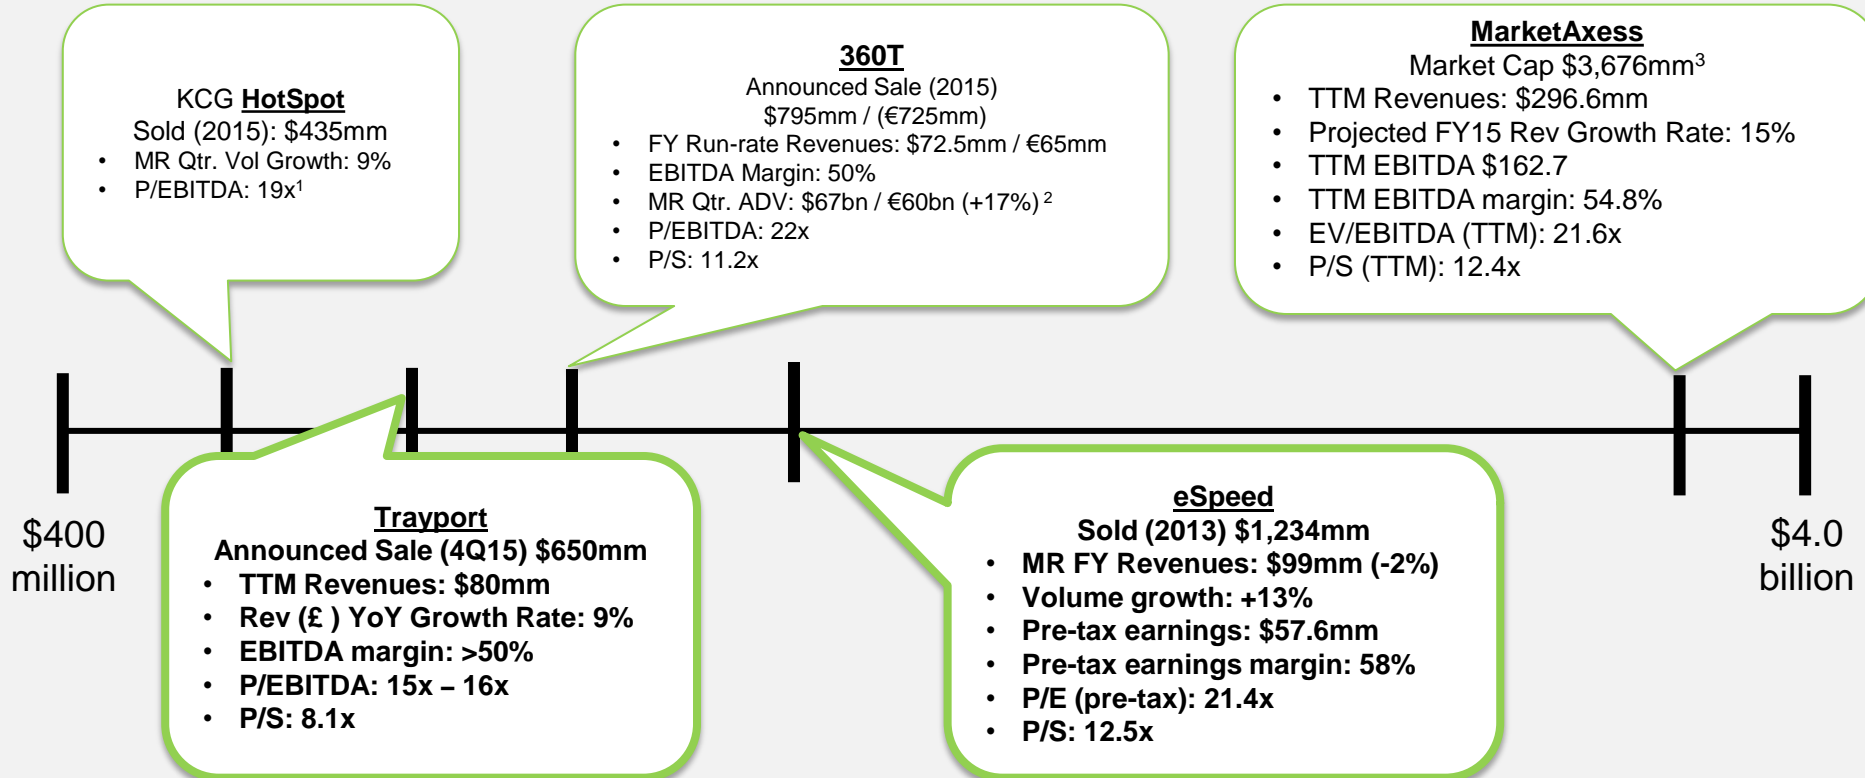 KCG HotSpot
Sold (2015): $435mm
• MR Qtr. Vol Growth: 9%
• P/EBITDA: 19x¹
360T
Announced Sale (2015)
$795mm / (€725mm)
• FY Run-rate Revenues: $72.5mm / €65mm
• EBITDA Margin: 50%
• MR Qtr. ADV: $67bn / €60bn (+17%) ²
• P/EBITDA: 22x
• P/S: 11.2x
MarketAxess
Market Cap $3,676mm³
• TTM Revenues: $296.6mm
• Projected FY15 Rev Growth Rate: 15%
• TTM EBITDA $162.7
• TTM EBITDA margin: 54.8%
• EV/EBITDA (TTM): 21.6x
• P/S (TTM): 12.4x
$400
million
Trayport
Announced Sale (4Q15) $650mm
• TTM Revenues: $80mm
• Rev (£ ) YoY Growth Rate: 9%
• EBITDA margin: >50%
• P/EBITDA: 15x – 16x
• P/S: 8.1x
eSpeed
Sold (2013) $1,234mm
• MR FY Revenues: $99mm (-2%)
• Volume growth: +13%
• Pre-tax earnings: $57.6mm
• Pre-tax earnings margin: 58%
• P/E (pre-tax): 21.4x
• P/S: 12.5x
$4.0
billion